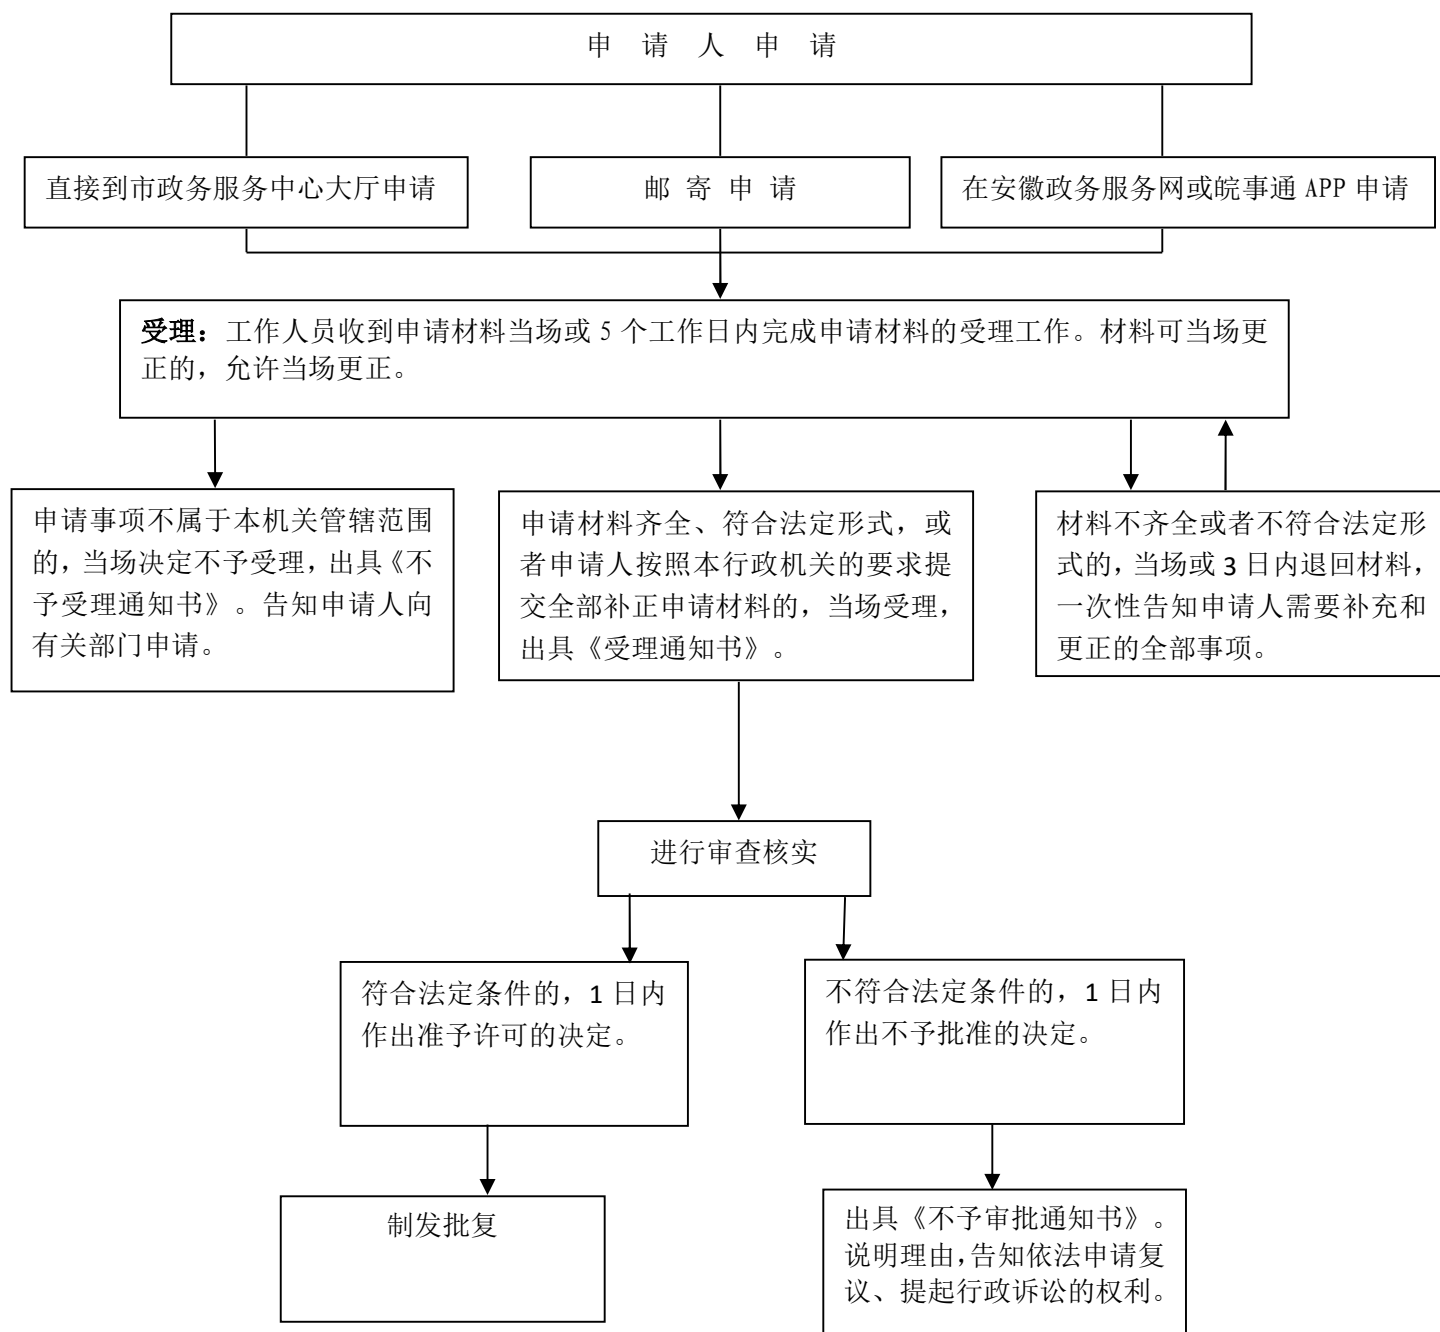 申 请 人 申 请
直接到市政务服务中心大厅申请
邮 寄 申 请
在安徽政务服务网或皖事通 APP 申请
受理：工作人员收到申请材料当场或 5 个工作日内完成申请材料的受理工作。材料可当场更
正的，允许当场更正。
申请事项不属于本机关管辖范围
的，当场决定不予受理，出具《不
予受理通知书》。告知申请人向
有关部门申请。
申请材料齐全、符合法定形式，或
者申请人按照本行政机关的要求提
交全部补正申请材料的，当场受理，
出具《受理通知书》。
材料不齐全或者不符合法定形
式的，当场或 3 日内退回材料，
一次性告知申请人需要补充和
更正的全部事项。
进行审查核实
符合法定条件的，1 日内
作出准予许可的决定。
不符合法定条件的，1 日内
作出不予批准的决定。
制发批复
出具《不予审批通知书》。
说明理由，告知依法申请复
议、提起行政诉讼的权利。